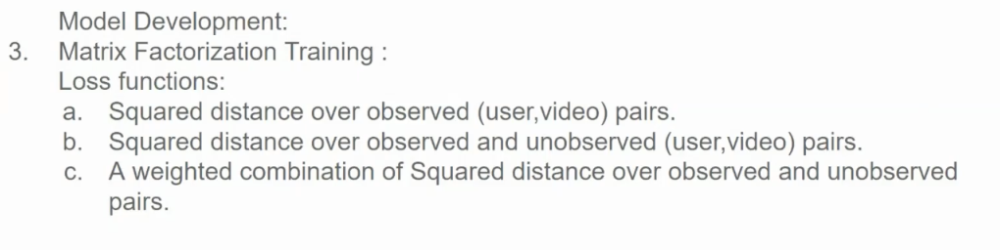 Model Development:
3. Matrix Factorization Training :
Loss functions:
a. Squared distance over observed (user,video) pairs.
b. Squared distance over observed and unobserved (user,video) pairs.
c. A weighted combination of Squared distance over observed and unobserved
pairs.